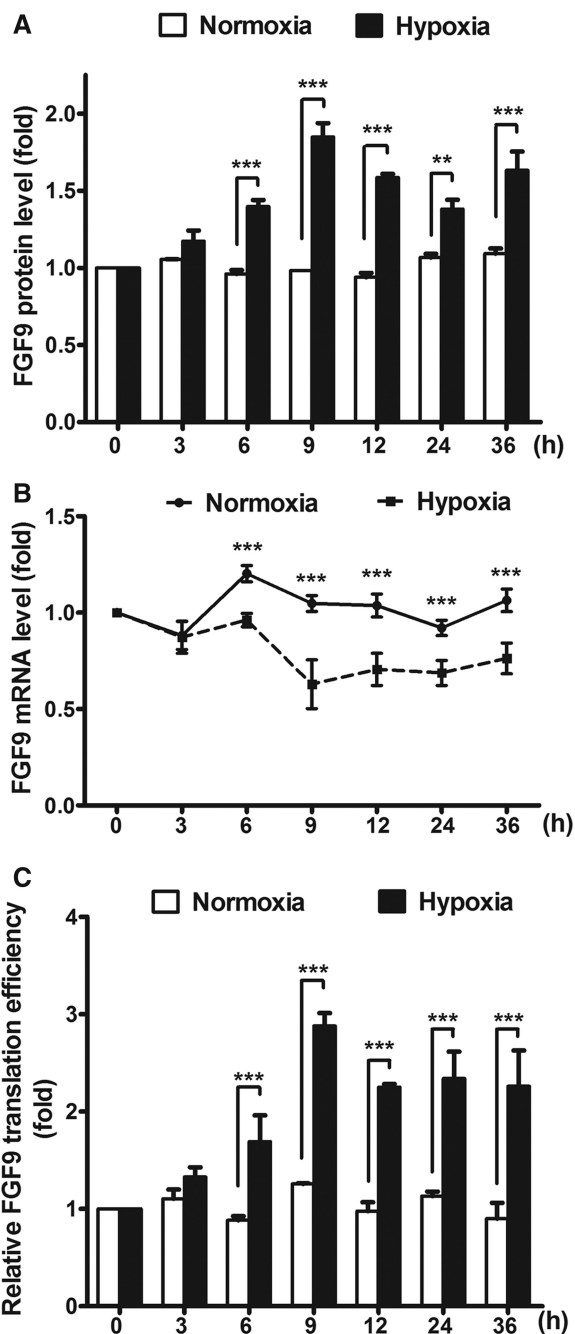 A
Normoxia Hypoxia
FGF9 protein level (fold)
2.0
1.5
1.0
0.5
0.0
***
***
***
**
***
0 3 6 9 12 24 36 (h)
B
Normoxia Hypoxia
FGF9 mRNA level (fold)
1.5
1.0
0.5
0.0
***
***
***
***
***
0 3 6 9 12 24 36 (h)
C
Normoxia Hypoxia
Relative FGF9 translation efficiency
(fold)
4
3
2
1
0
***
***
***
***
***
0 3 6 9 12 24 36 (h)